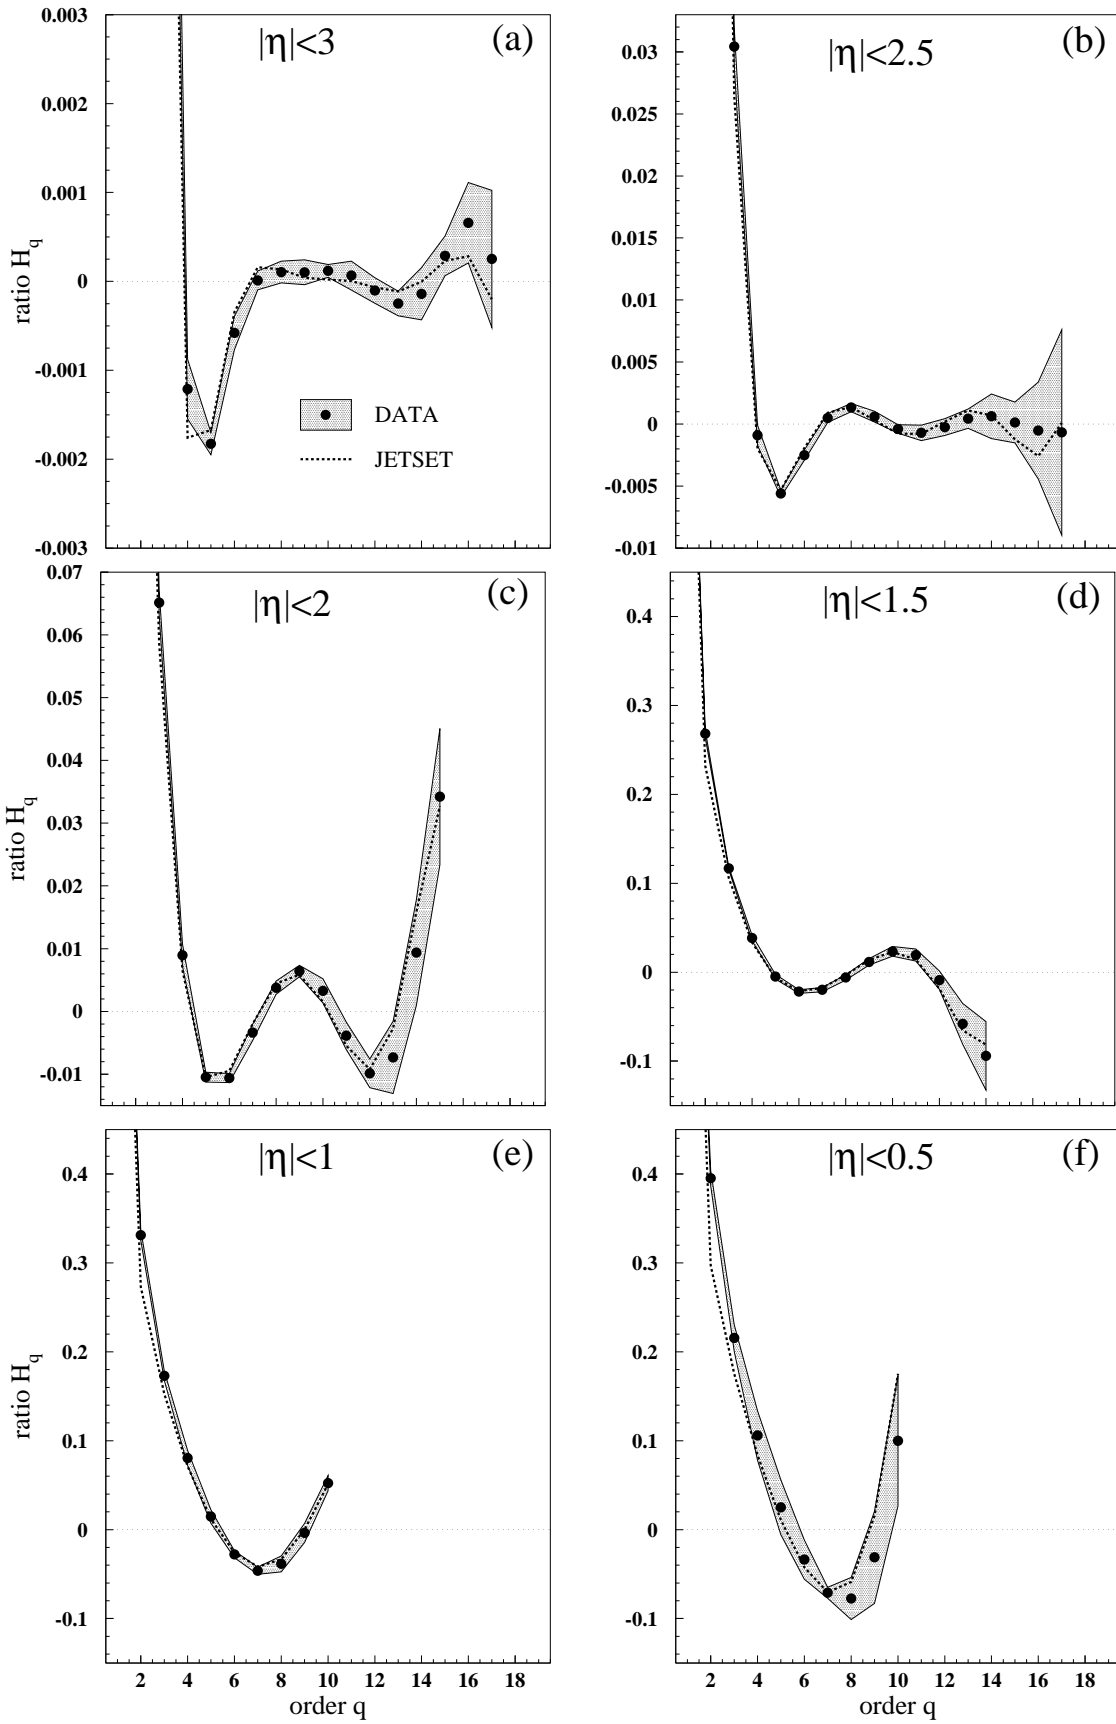 (a)
|η|<3
0.003
0.002
0.001
0
-0.001
-0.002
-0.003
ratio H_q
DATA
JETSET
(b)
|η|<2.5
0.03
0.025
0.02
0.015
0.01
0.005
0
-0.005
-0.01
(c)
|η|<2
0.07
0.06
0.05
0.04
0.03
0.02
0.01
0
-0.01
ratio H_q
(d)
|η|<1.5
0.4
0.3
0.2
0.1
0
-0.1
(e)
|η|<1
0.4
0.3
0.2
0.1
0
-0.1
ratio H_q
2 4 6 8 10 12 14 16 18
order q
(f)
|η|<0.5
0.4
0.3
0.2
0.1
0
-0.1
2 4 6 8 10 12 14 16 18
order q